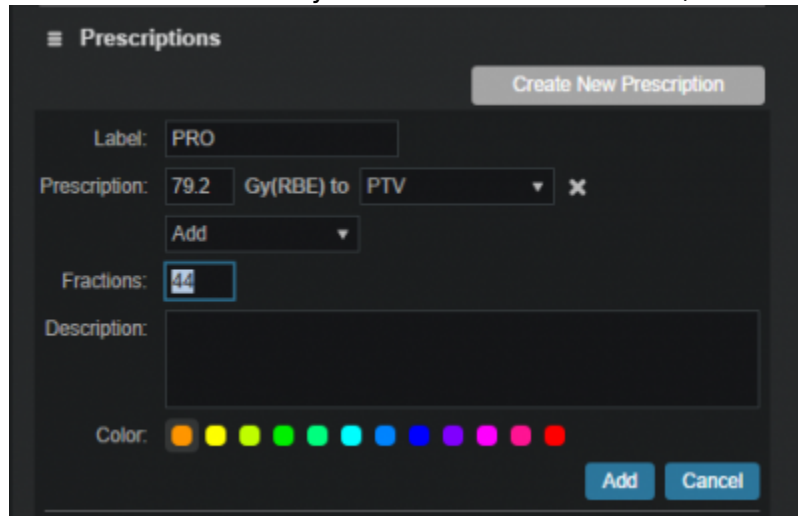 Prescriptions
Create New Prescription
Label: PRO
Prescription: 79.2 Gy(RBE) to PTV
Add
Fractions: 44
Description:
Color:
Add Cancel